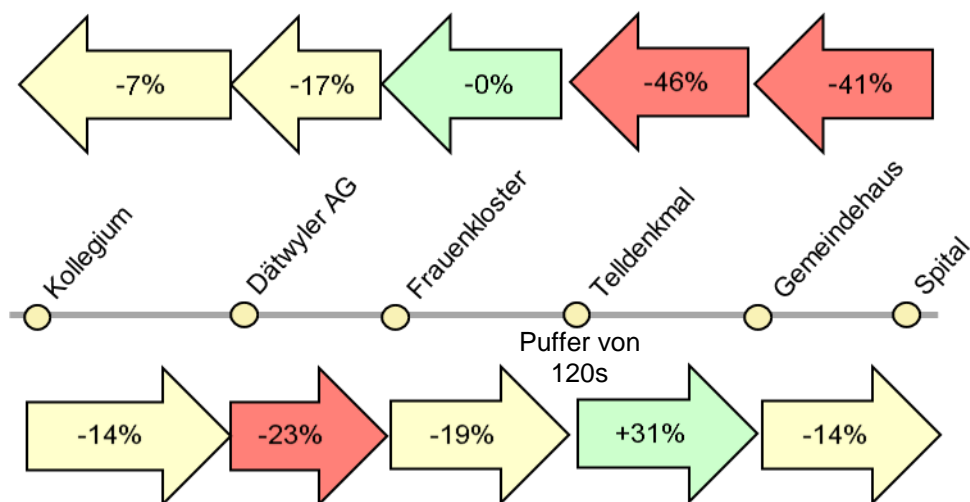 -7%
-17%
-0%
-46%
-41%
Kollegium
Dätwyler AG
Frauenkloster
Telldenkmal
Gemeindehaus
Spital
Puffer von
120s
-14%
-23%
-19%
+31%
-14%